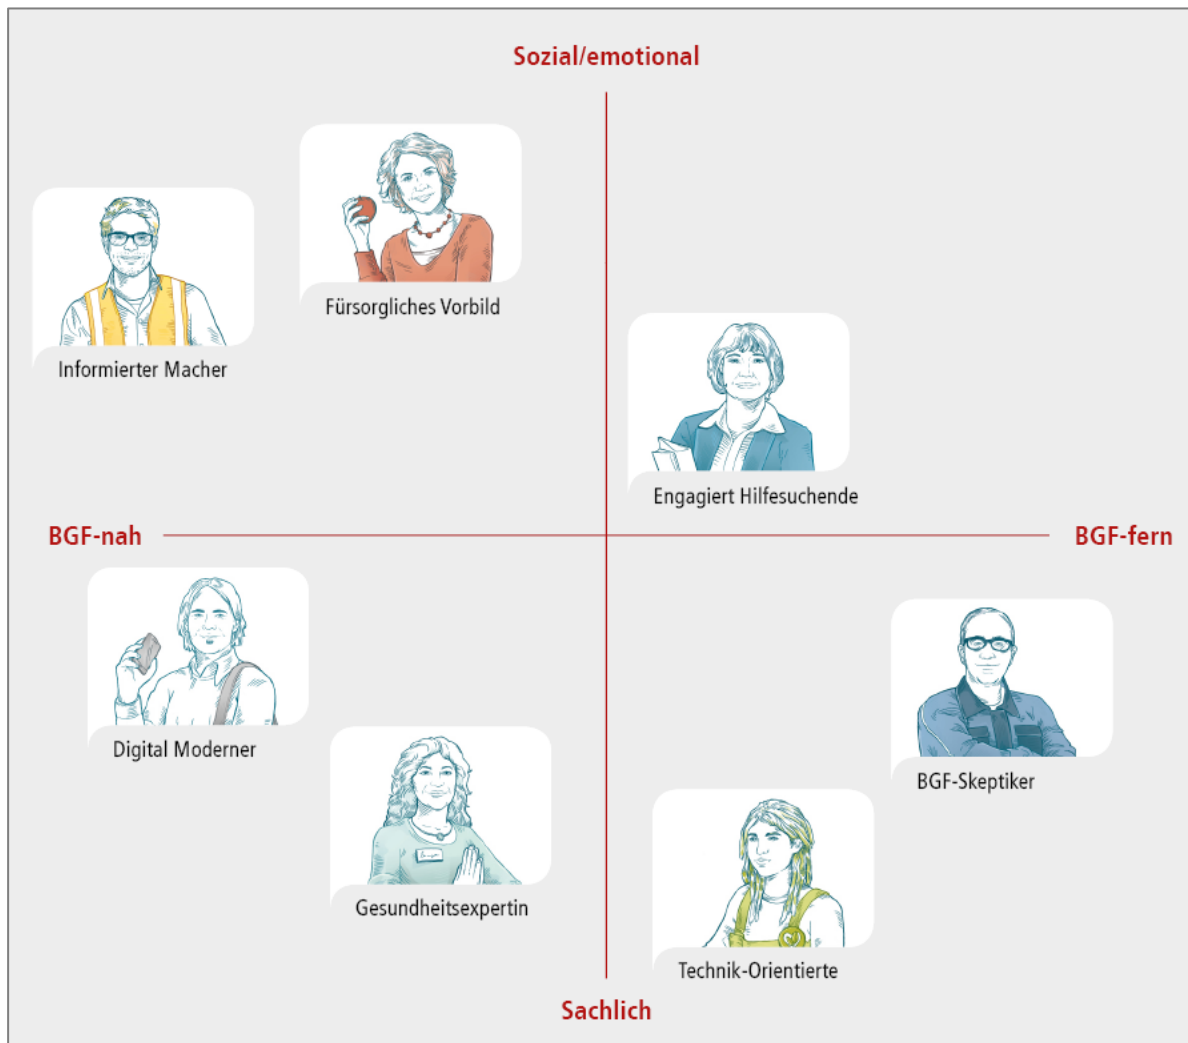 Sozial/emotional
Fürsorgliches Vorbild
Informierter Macher
Engagiert Hilfesuchende
BGF-nah
BGF-fern
Digital Moderner
BGF-Skeptiker
Gesundheitsexpertin
Technik-Orientierte
Sachlich